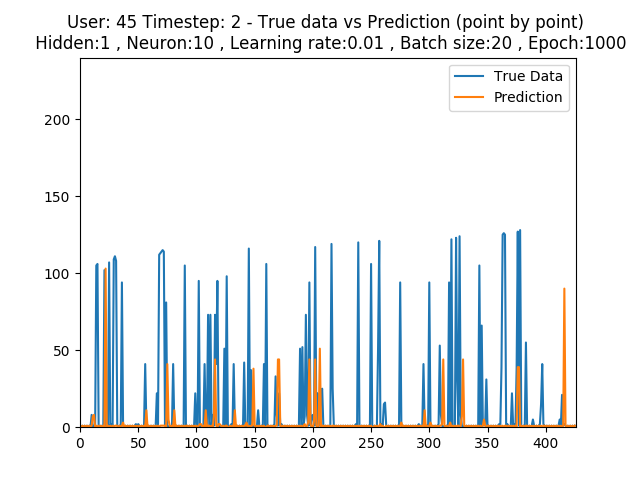 User: 45 Timestep: 2 - True data vs Prediction (point by point)
Hidden:1 , Neuron:10 , Learning rate:0.01 , Batch size:20 , Epoch:1000
True Data
Prediction
200
150
100
50
0
0 50 100 150 200 250 300 350 400